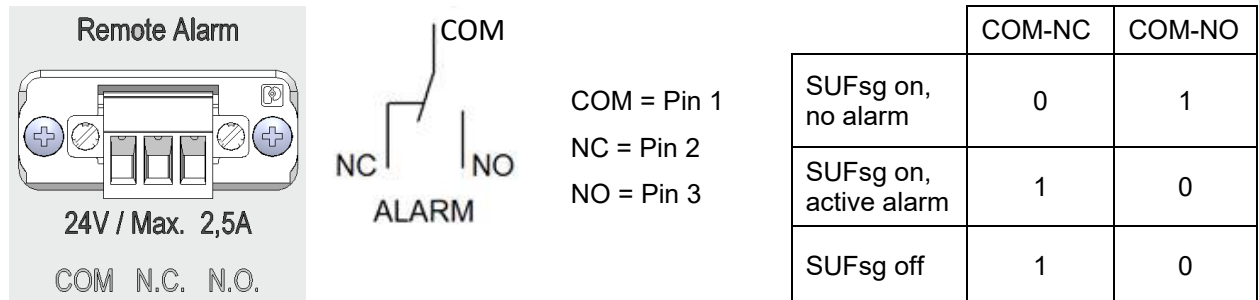 Remote Alarm
24V / Max. 2,5A
COM N.C. N.O.
COM
NC
NO
ALARM
COM = Pin 1
NC = Pin 2
NO = Pin 3
COM-NC COM-NO
SUFsg on,
no alarm
0 1
SUFsg on,
active alarm
1 0
SUFsg off 1 0